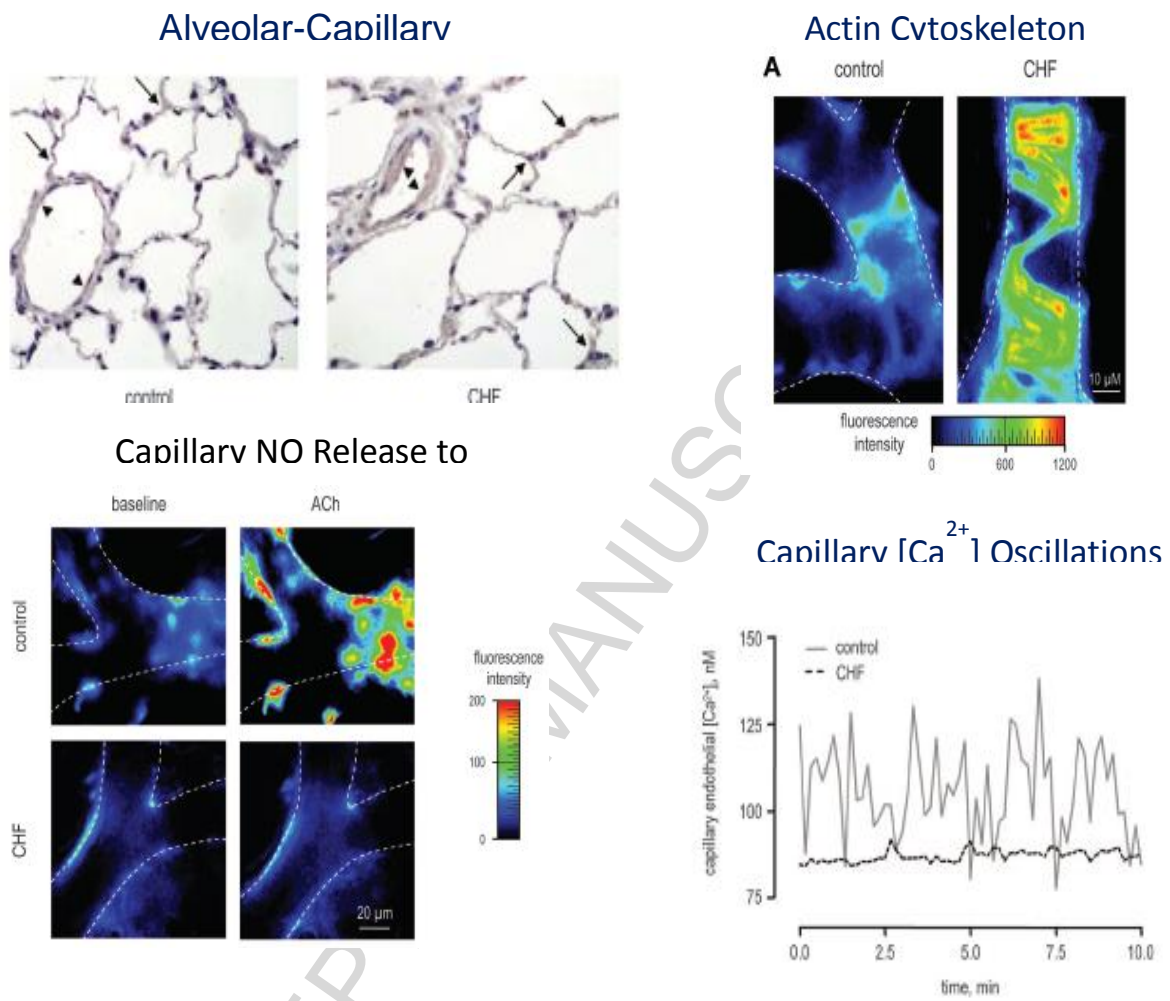 Alveolar-Capillary
control
CHF
Actin Cytoskeleton
A
control
CHF
10 µM
fluorescence
intensity
0
600
1200
Capillary NO Release to
baseline
ACh
control
CHF
20 µm
fluorescence
intensity
200
100
0
Capillary [Ca2+] Oscillations
capillary endothelial [Ca²⁺], nM
150
125
100
75
control
CHF
0.0
2.5
5.0
7.5
10.0
time, min